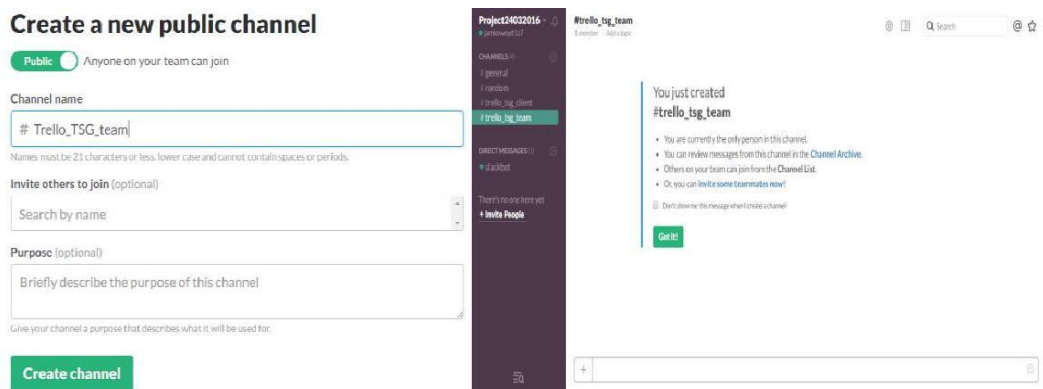 Create a new public channel
Public Anyone on your team can join
Channel name
# Trello_TSG_team
Names must be 21 characters or less, lower case and cannot contain spaces or periods.
Invite others to join (optional)
Search by name
Purpose (optional)
Briefly describe the purpose of this channel
Give your channel a purpose that describes what it will be used for.
Create channel
Project24032016
CHANNELS
# general
# random
# trello_tsg_client
# trello_tsg_team
DIRECT MESSAGES
slackbot
There's no one here yet
+ Invite People
#trello_tsg_team
1 member Add a topic
Search
You just created
#trello_tsg_team
• You are currently the only person in this channel.
• You can review messages from this channel in the Channel Archive.
• Others on your team can join from the Channel List.
• Or, you can invite some teammates now!
Don't show me this message when I create a channel
Got it!